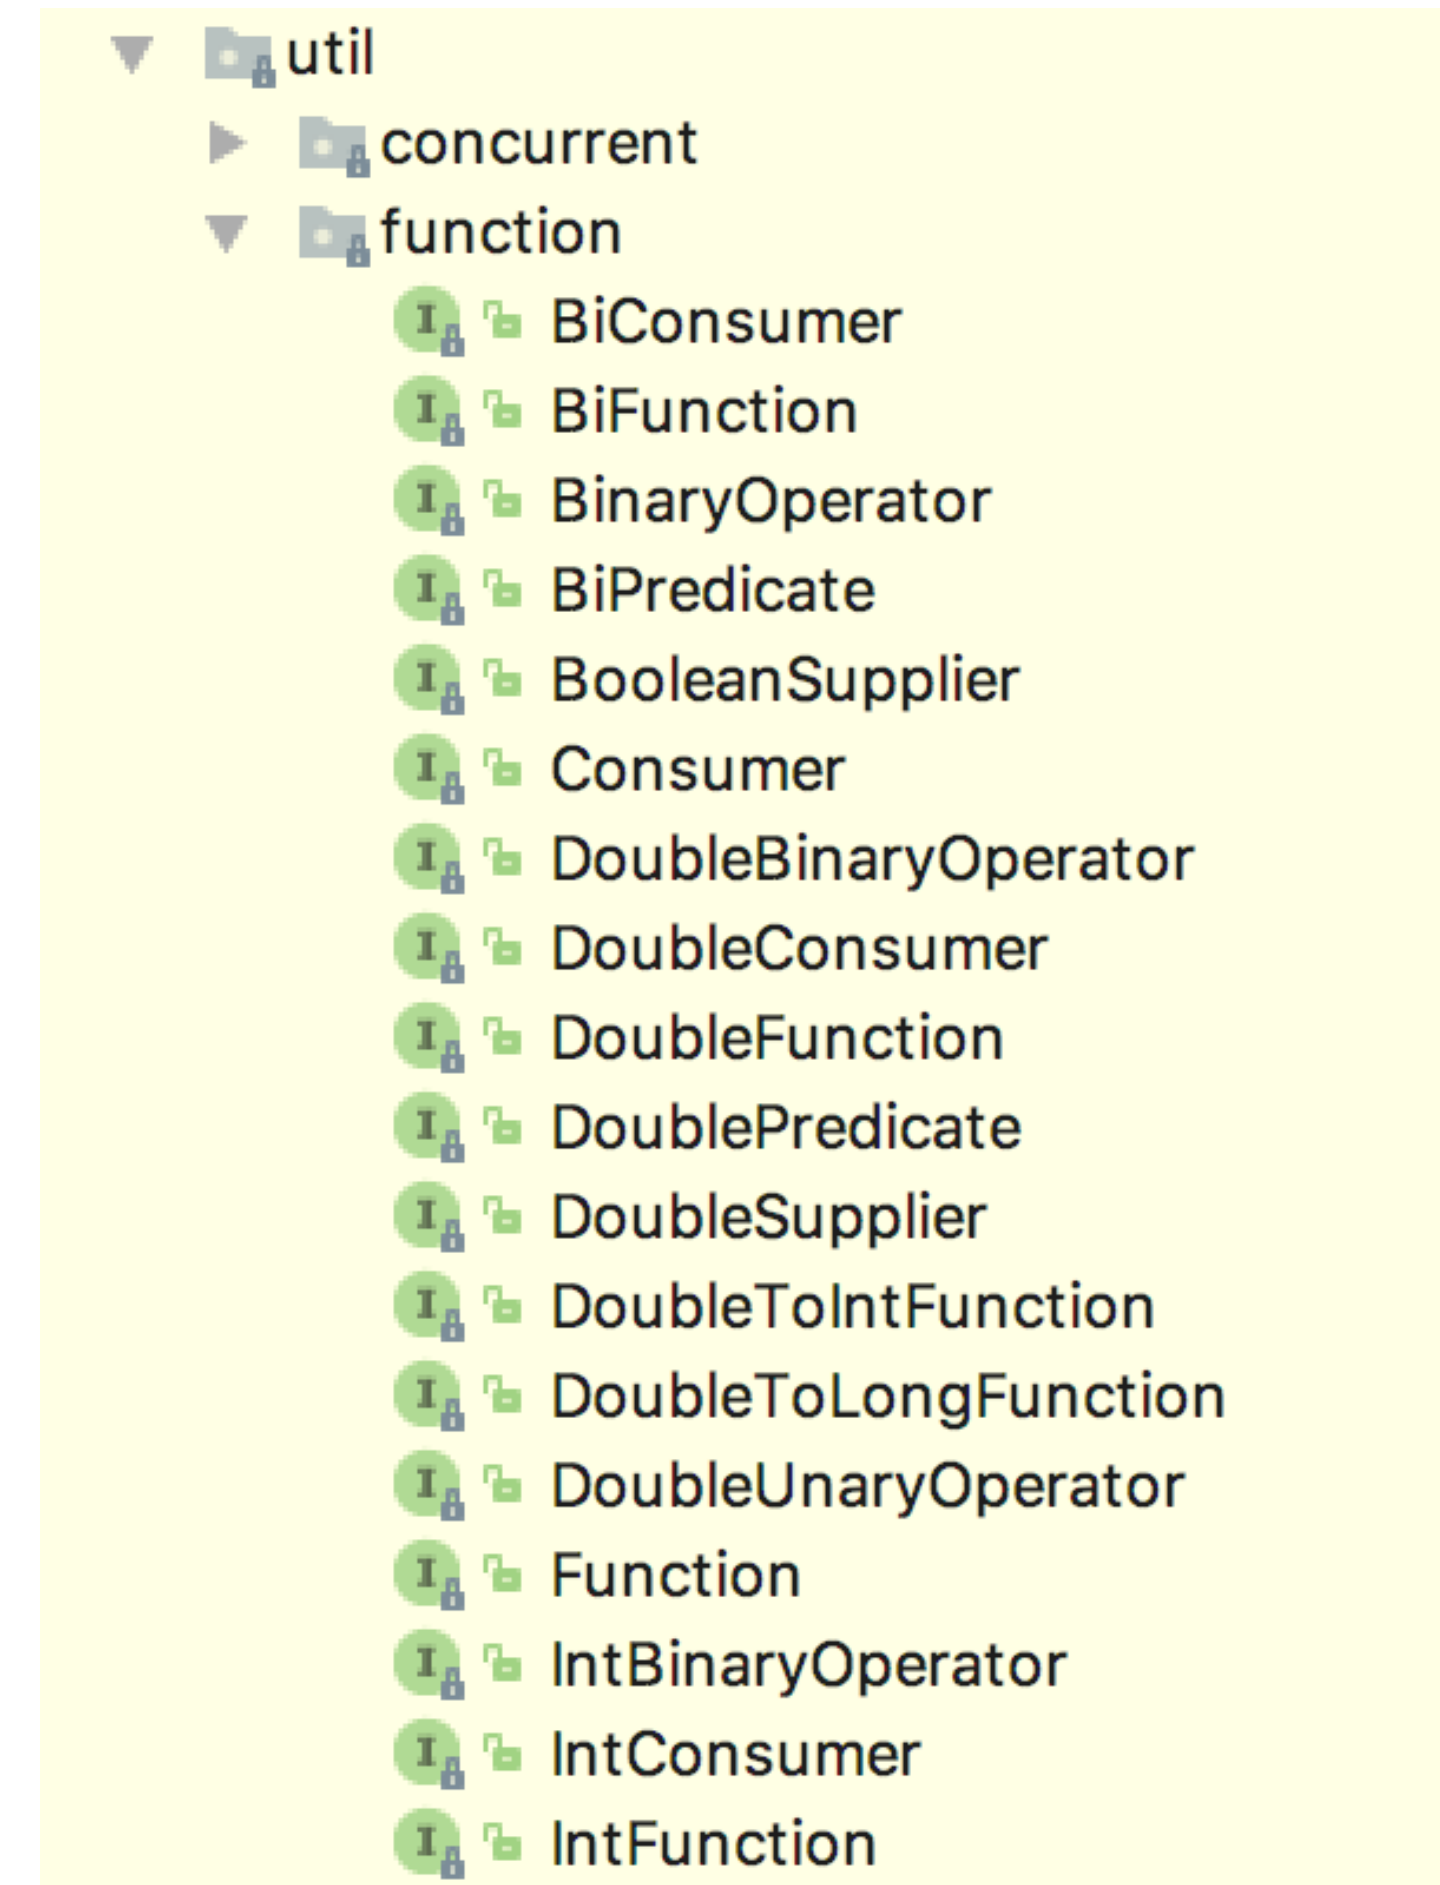 util
concurrent
function
I BiConsumer
I BiFunction
I BinaryOperator
I BiPredicate
I BooleanSupplier
I Consumer
I DoubleBinaryOperator
I DoubleConsumer
I DoubleFunction
I DoublePredicate
I DoubleSupplier
I DoubleToIntFunction
I DoubleToLongFunction
I DoubleUnaryOperator
I Function
I IntBinaryOperator
I IntConsumer
I IntFunction